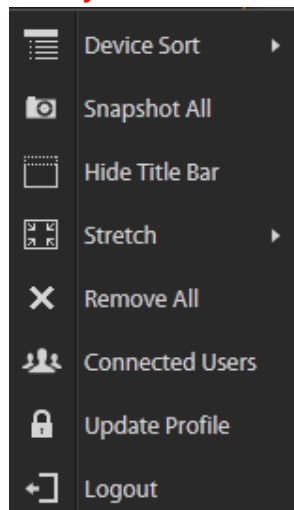 Device Sort
Snapshot All
Hide Title Bar
Stretch
Remove All
Connected Users
Update Profile
Logout